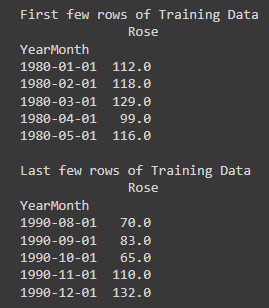 First few rows of Training Data
Rose
YearMonth
1980-01-01 112.0
1980-02-01 118.0
1980-03-01 129.0
1980-04-01 99.0
1980-05-01 116.0
Last few rows of Training Data
Rose
YearMonth
1990-08-01 70.0
1990-09-01 83.0
1990-10-01 65.0
1990-11-01 110.0
1990-12-01 132.0